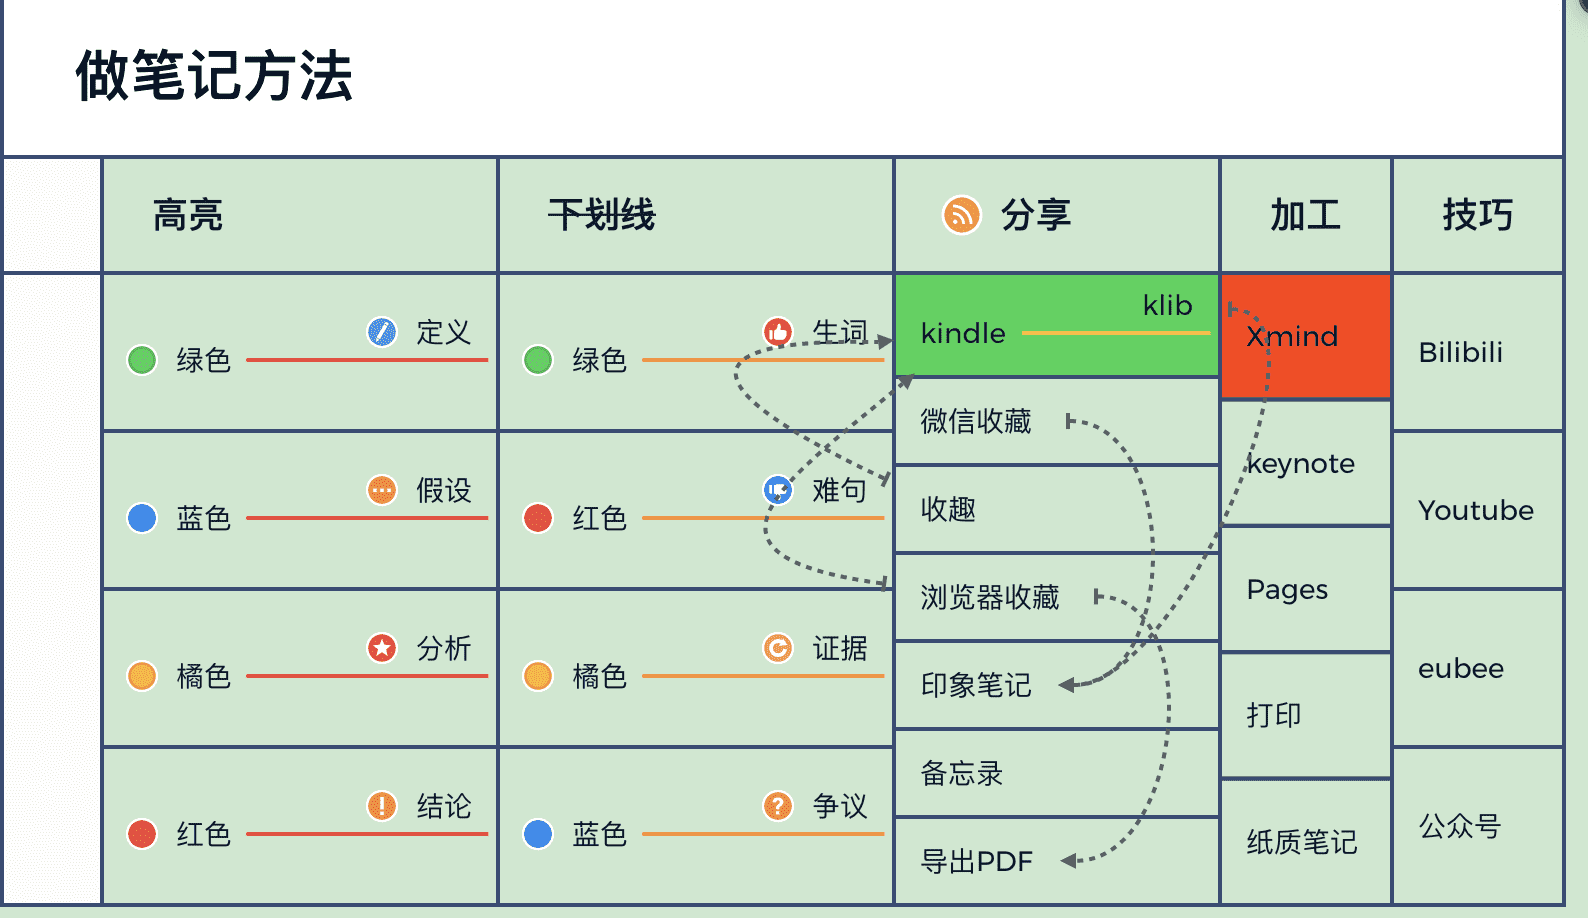 做笔记方法
高亮
下划线
分享
加工
技巧
绿色
定义
蓝色
假设
橘色
分析
红色
结论
绿色
生词
红色
难句
橘色
证据
蓝色
争议
kindle
klib
微信收藏
收趣
浏览器收藏
印象笔记
备忘录
导出PDF
Xmind
keynote
Pages
打印
纸质笔记
Bilibili
Youtube
eubee
公众号